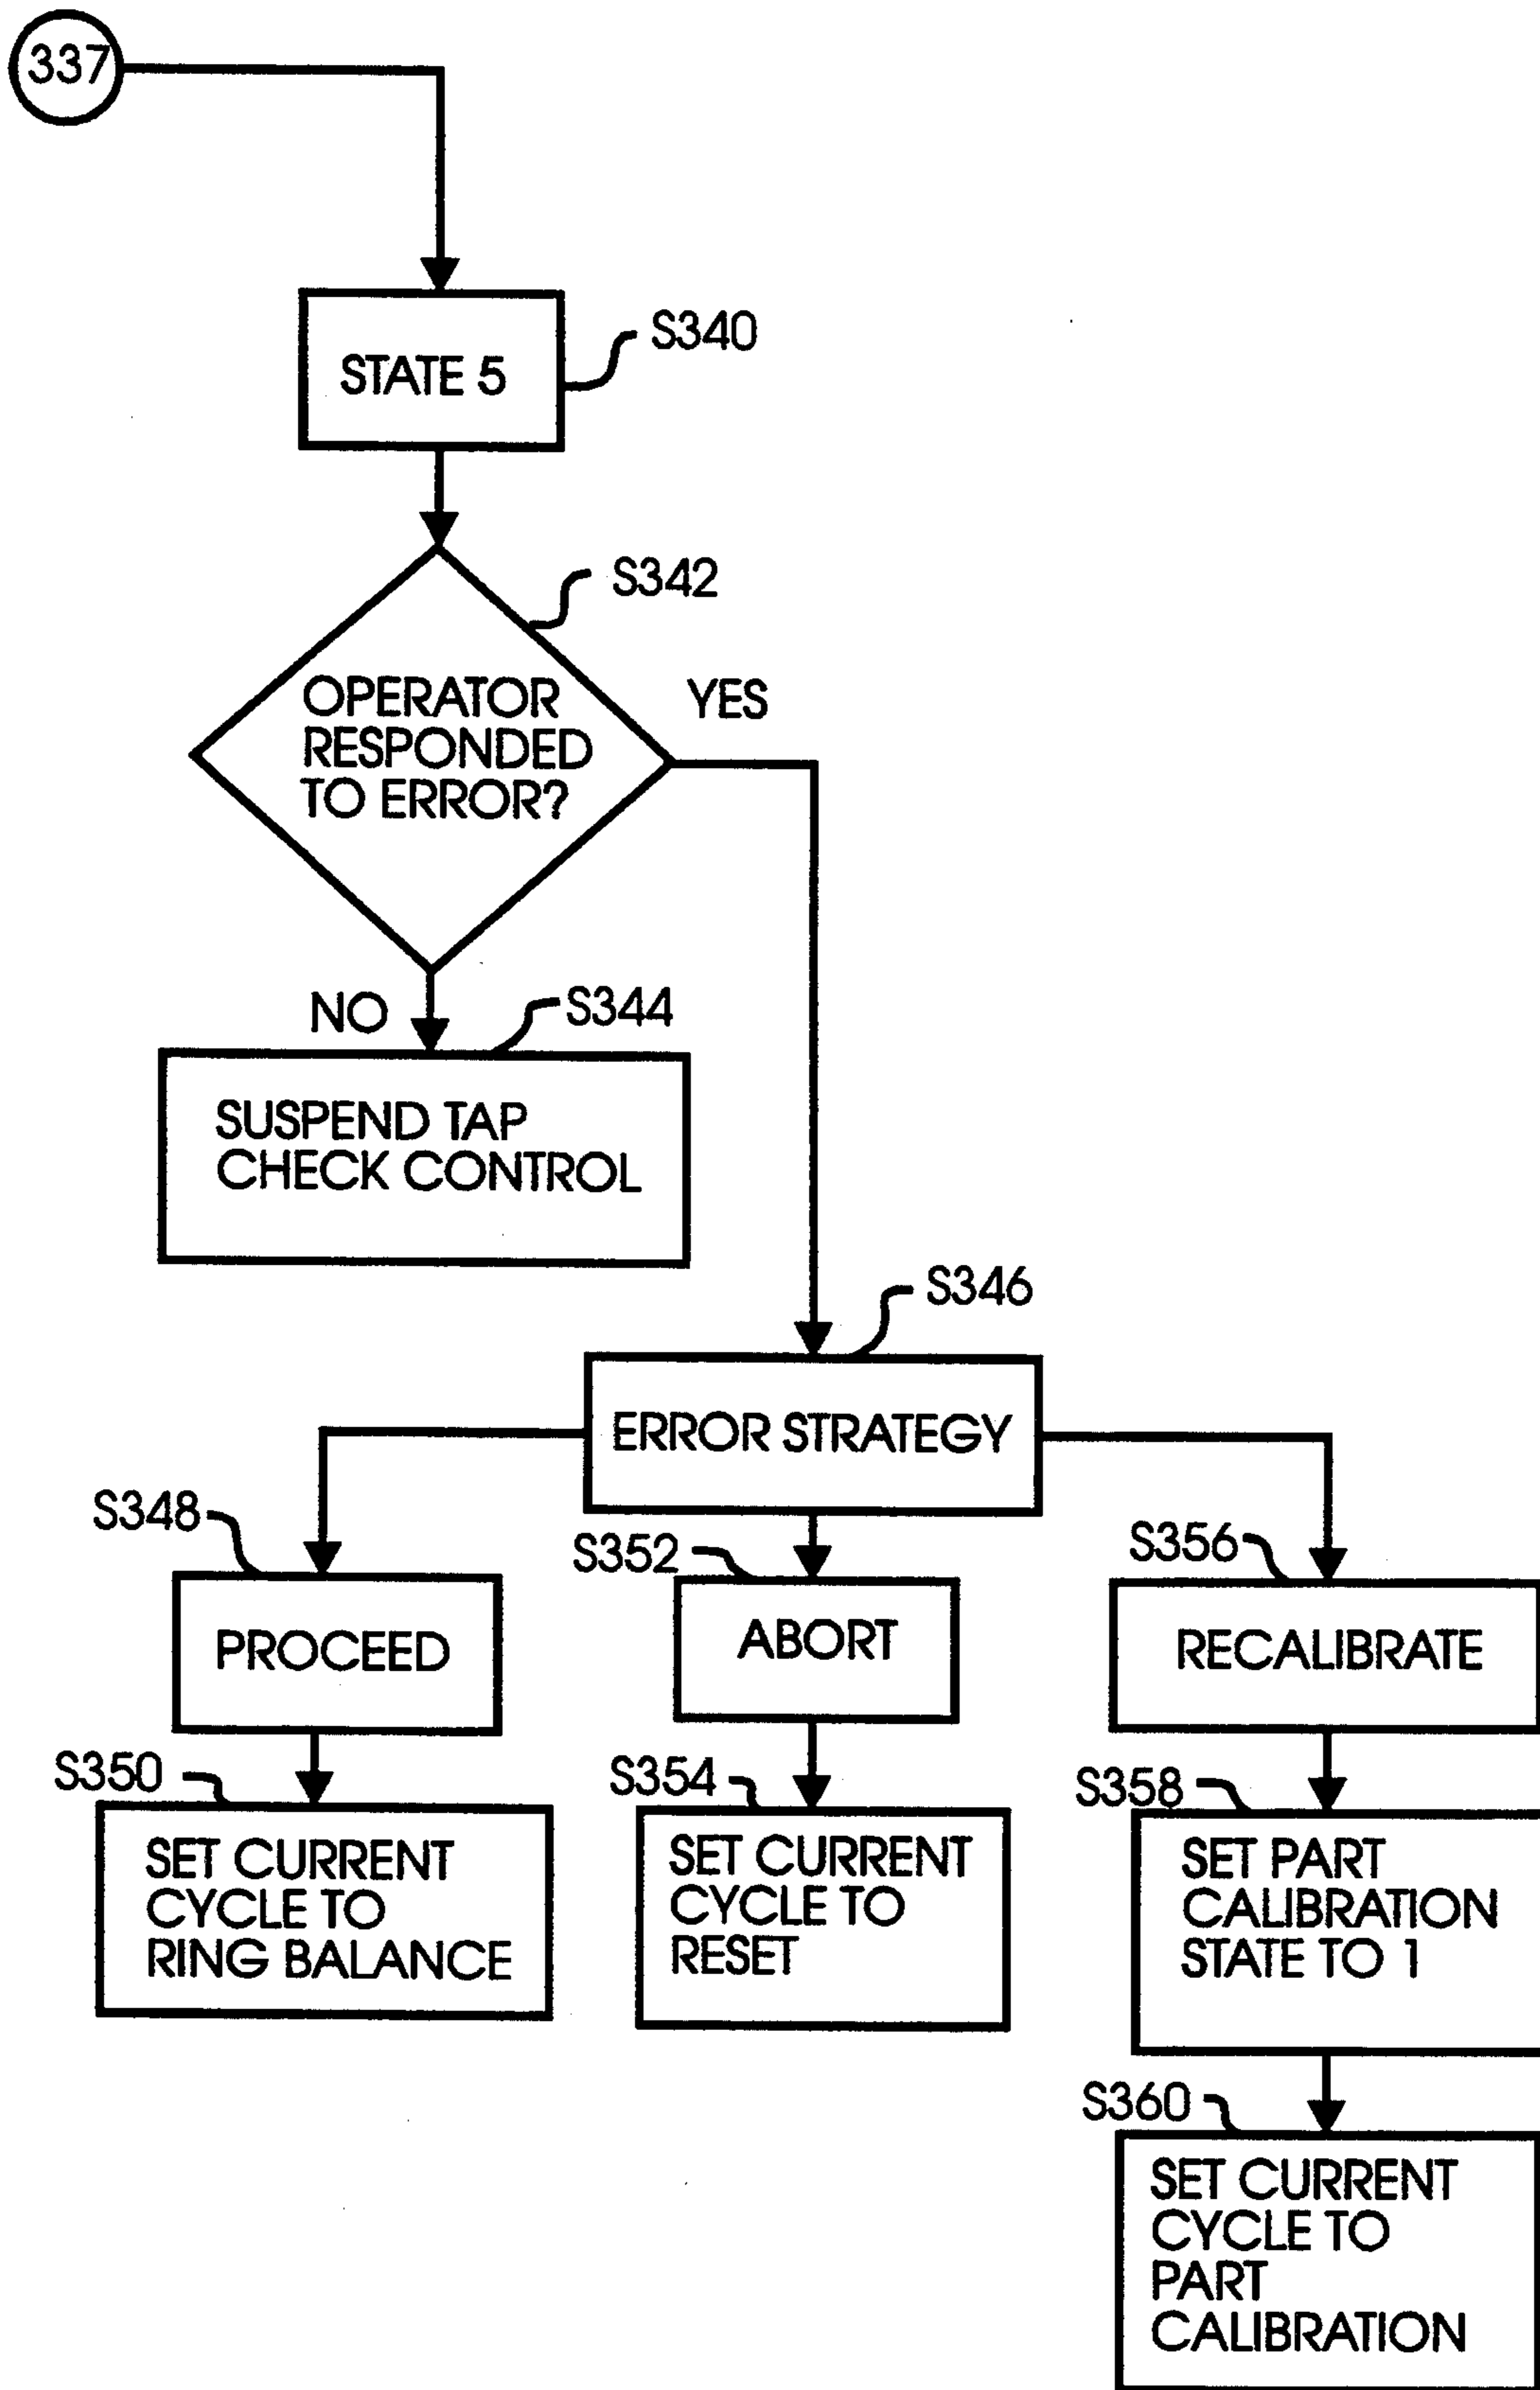 337
STATE 5
S340
S342
OPERATOR
RESPONDED
TO ERROR?
YES
NO
S344
SUSPEND TAP
CHECK CONTROL
S346
ERROR STRATEGY
S348
PROCEED
S352
ABORT
S356
RECALIBRATE
S350
SET CURRENT
CYCLE TO
RING BALANCE
S354
SET CURRENT
CYCLE TO
RESET
S358
SET PART
CALIBRATION
STATE TO 1
S360
SET CURRENT
CYCLE TO
PART
CALIBRATION